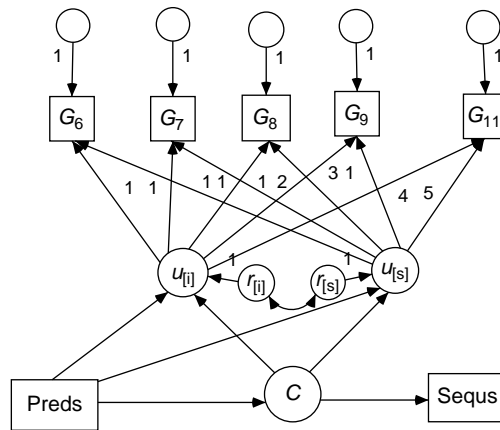 1 1 1 1 1
G6 G7 G8 G9 G11
1 1 1 1 1 2 3 1 4 5
u[i] 1 r[i] r[s] 1 u[s]
Preds C Sequs